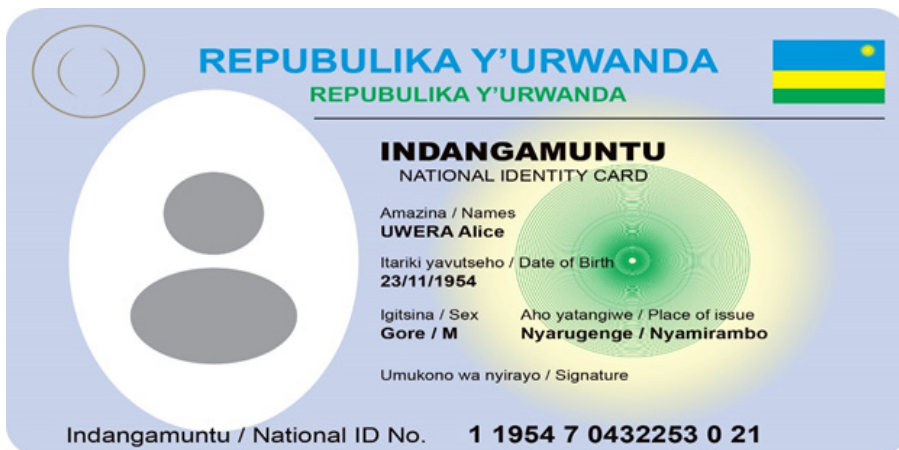 REPUBULIKA Y'URWANDA
REPUBULIKA Y'URWANDA
INDANGAMUNTU
NATIONAL IDENTITY CARD
Amazina / Names
UWERA Alice
Itariki yavutseho / Date of Birth
23/11/1954
Igitsina / Sex Aho yatangiwe / Place of issue
Gore / M Nyarugenge / Nyamirambo
Umukono wa nyirayo / Signature
Indangamuntu / National ID No. 1 1954 7 0432253 0 21